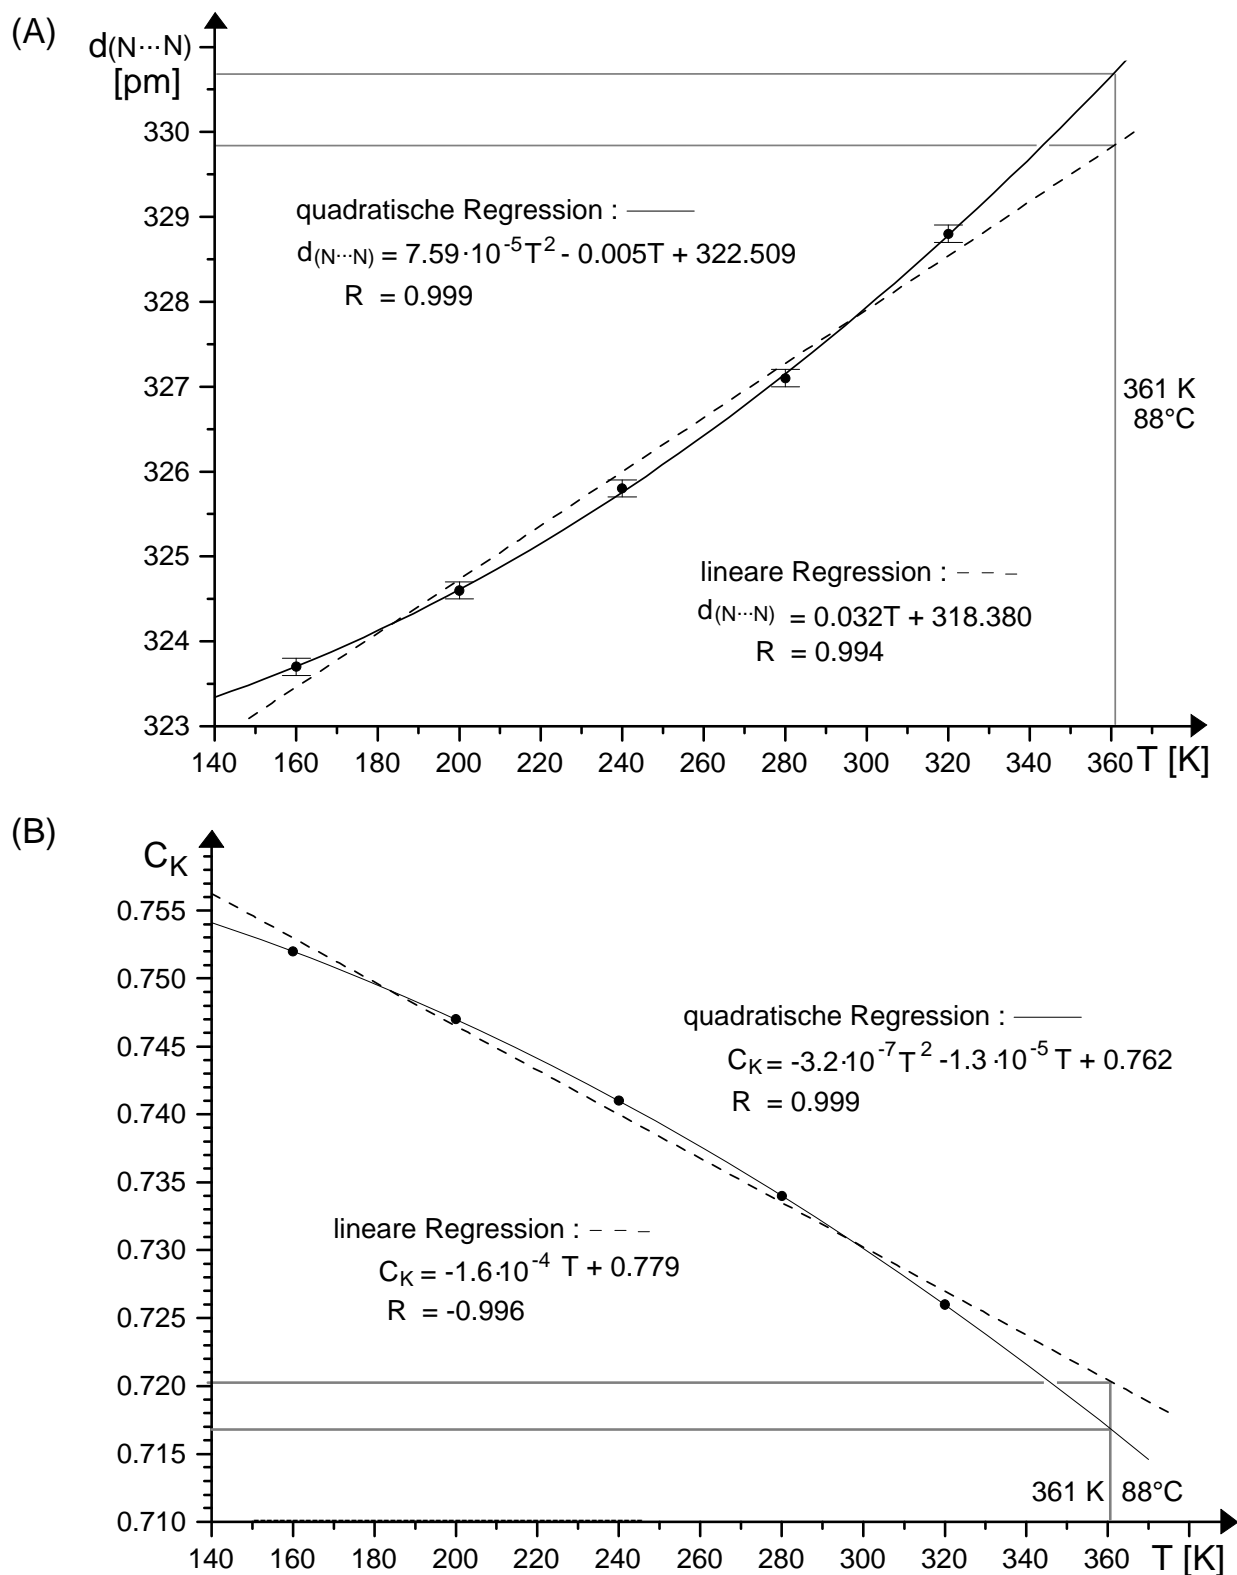 (A)
d(N···N)
[pm]
330
329
328
327
326
325
324
323
quadratische Regression :
d(N···N) = 7.59·10⁻⁵T² - 0.005T + 322.509
R = 0.999
361 K
88°C
lineare Regression :
d(N···N) = 0.032T + 318.380
R = 0.994
140 160 180 200 220 240 260 280 300 320 340 360 T [K]
(B)
C_K
0.755
0.750
0.745
0.740
0.735
0.730
0.725
0.720
0.715
0.710
quadratische Regression :
C_K = -3.2·10⁻⁷T² -1.3·10⁻⁵T + 0.762
R = 0.999
lineare Regression :
C_K = -1.6·10⁻⁴ T + 0.779
R = -0.996
361 K 88°C
140 160 180 200 220 240 260 280 300 320 340 360 T [K]